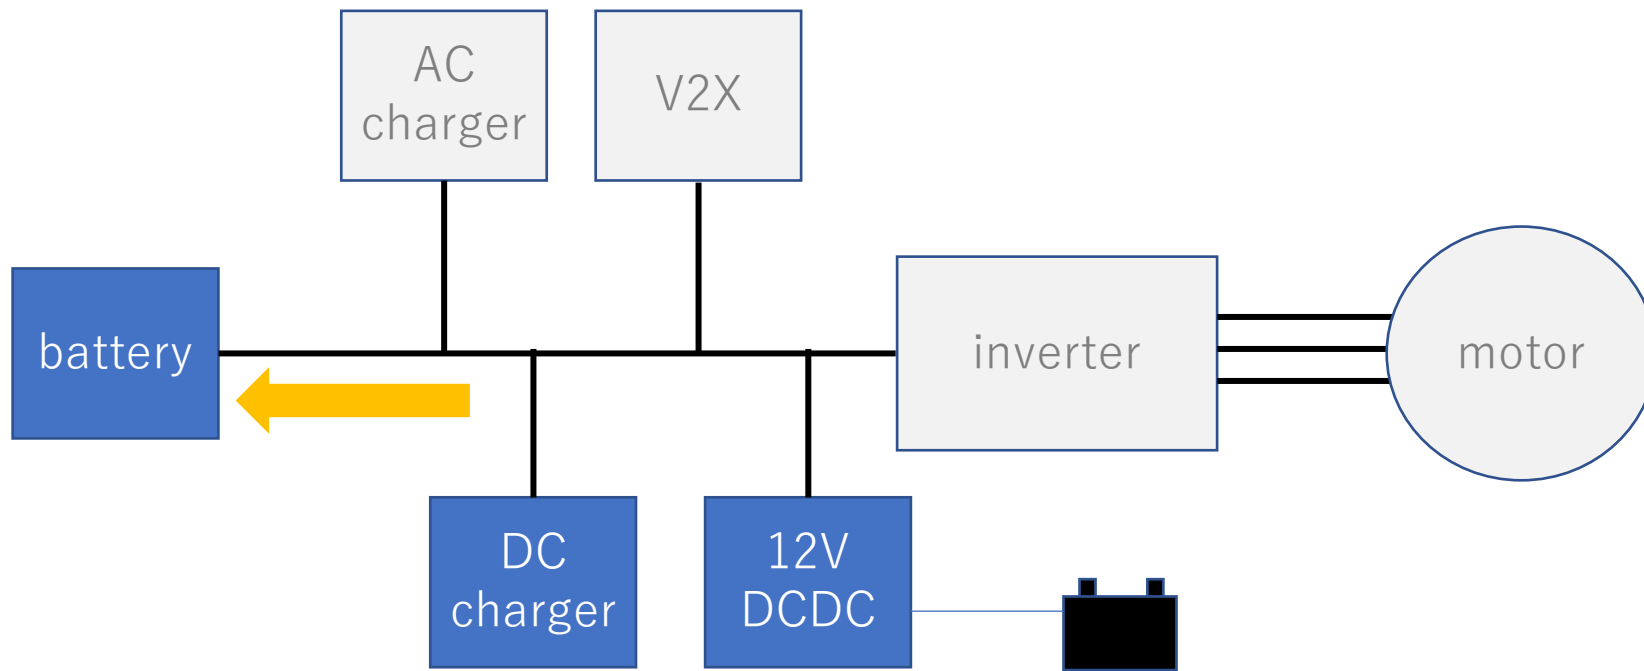 AC
charger
V2X
battery
inverter
motor
DC
charger
12V
DCDC